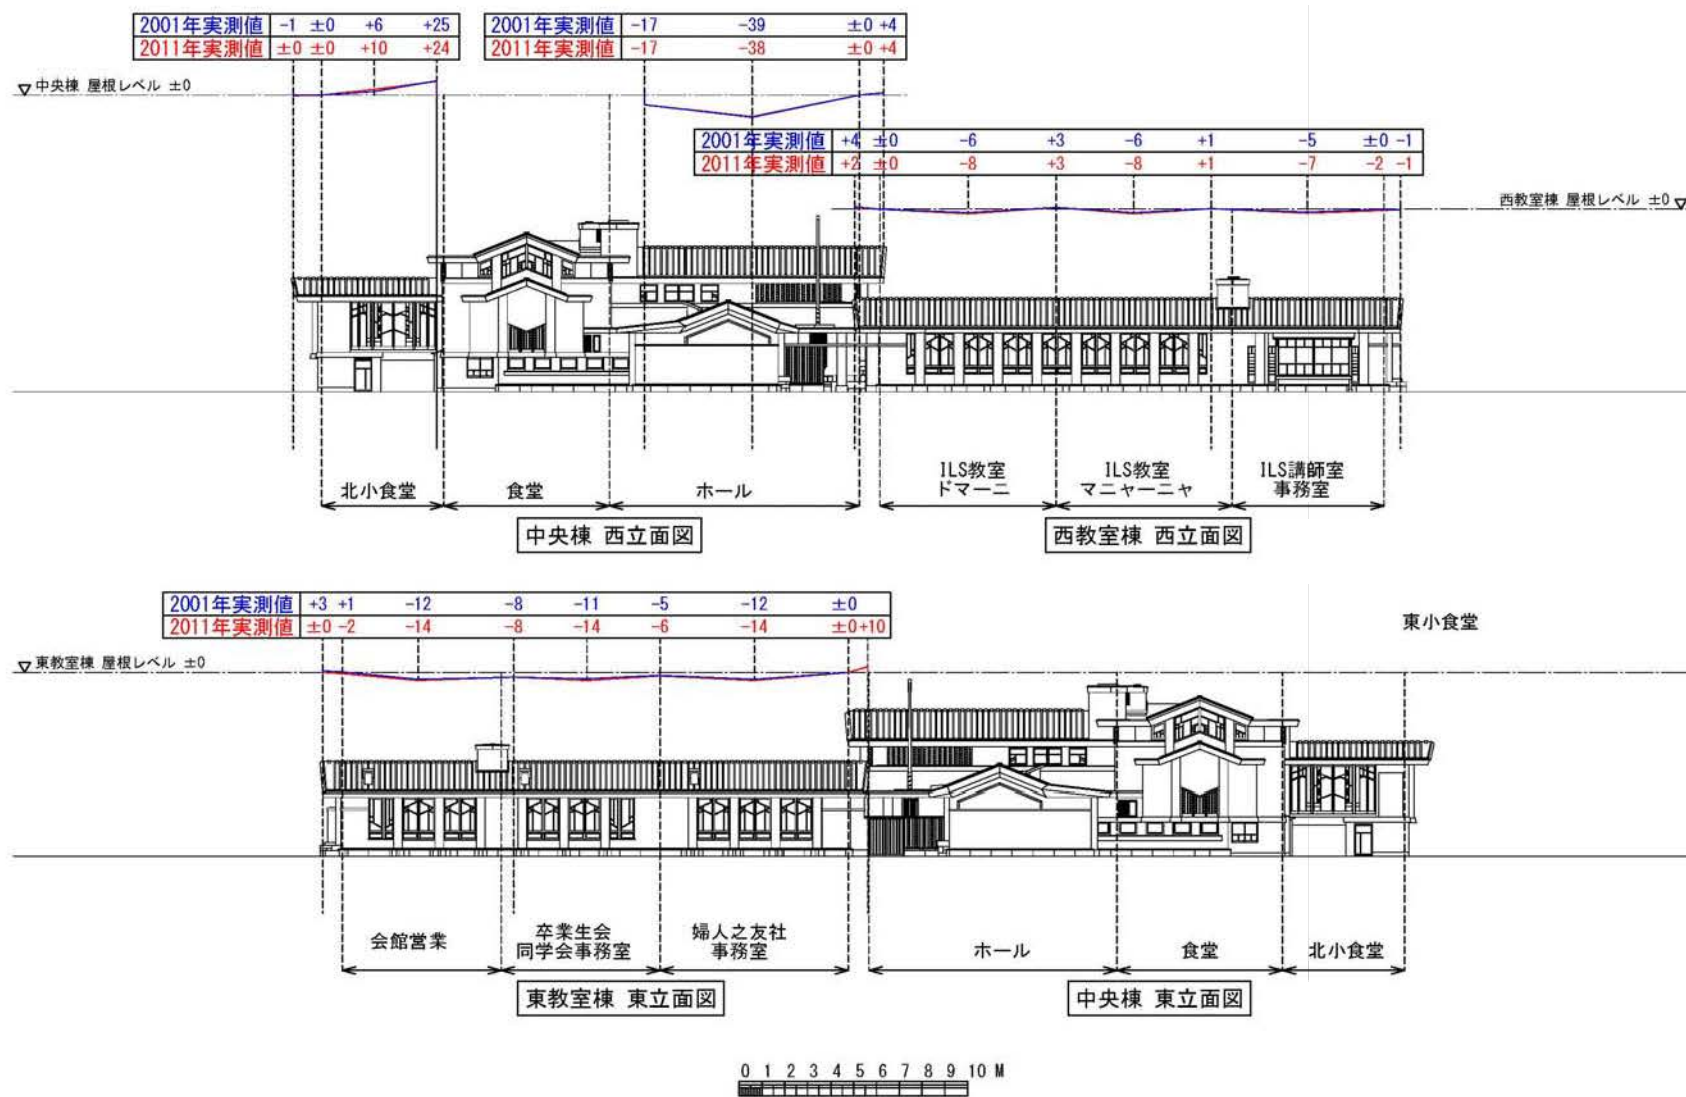 2001年実測値 -1 ±0 +6 +25
2011年実測値 ±0 ±0 +10 +24
2001年実測値 -17 -39 ±0 +4
2011年実測値 -17 -38 ±0 +4
▽中央棟 屋根レベル ±0
2001年実測値 +4 ±0 -6 +3 -6 +1 -5 ±0 -1
2011年実測値 +2 ±0 -8 +3 -8 +1 -7 -2 -1
西教室棟 屋根レベル ±0▽
北小食堂
食堂
ホール
ILS教室
ドマーニ
ILS教室
マニャーニャ
ILS講師室
事務室
中央棟 西立面図
西教室棟 西立面図
2001年実測値 +3 +1 -12 -8 -11 -5 -12 ±0
2011年実測値 ±0 -2 -14 -8 -14 -6 -14 ±0 +10
東小食堂
▽東教室棟 屋根レベル ±0
会館営業
卒業生会
同学会事務室
婦人之友社
事務室
ホール
食堂
北小食堂
東教室棟 東立面図
中央棟 東立面図
0 1 2 3 4 5 6 7 8 9 10 M